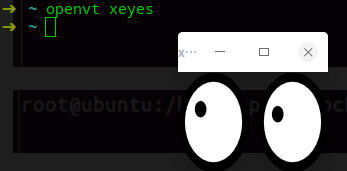 ➜ ~ openvt xeyes
➜ ~
x...
root@ubuntu:/h